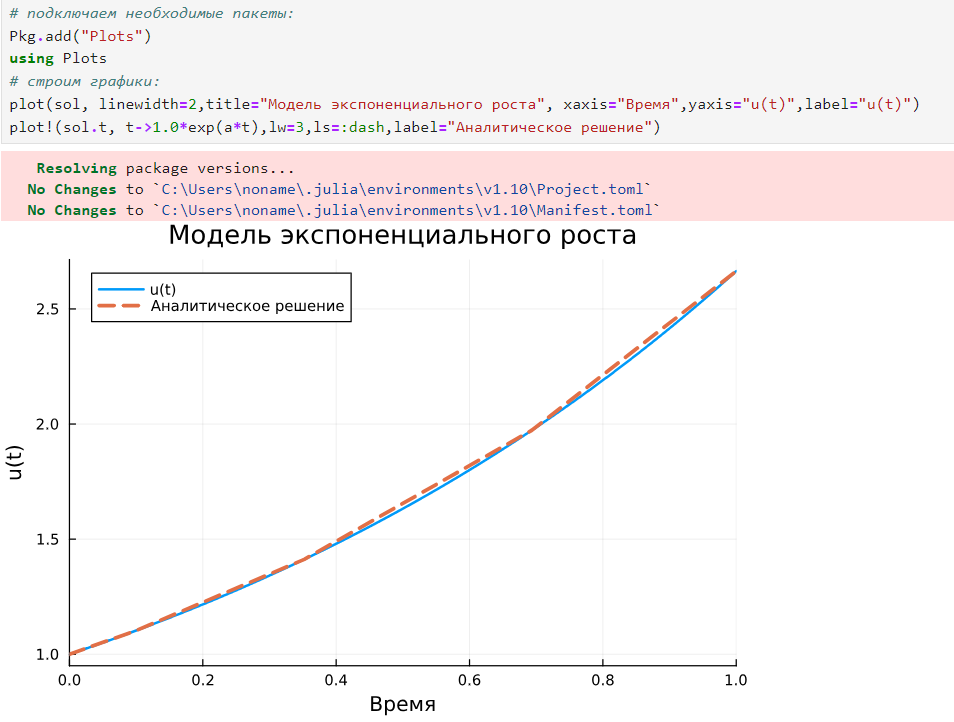 # подключаем необходимые пакеты:
Pkg.add("Plots")
using Plots
# строим графики:
plot(sol, linewidth=2,title="Модель экспоненциального роста", xaxis="Время",yaxis="u(t)",label="u(t)")
plot!(sol.t, t->1.0*exp(a*t),lw=3,ls=:dash,label="Аналитическое решение")
Resolving package versions...
No Changes to `C:\Users\noname\.julia\environments\v1.10\Project.toml`
No Changes to `C:\Users\noname\.julia\environments\v1.10\Manifest.toml`
Модель экспоненциального роста
u(t)
Аналитическое решение
2.5
2.0
1.5
1.0
u(t)
0.0 0.2 0.4 0.6 0.8 1.0
Время